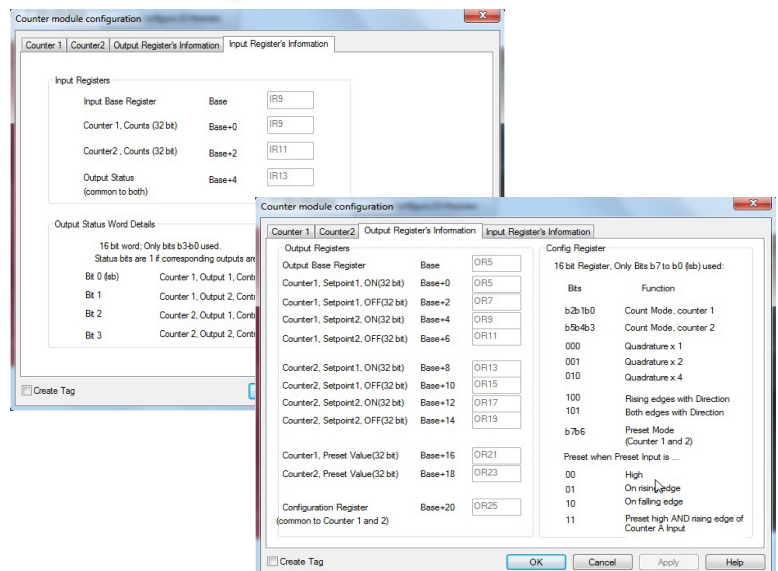 Counter module configuration
Counter 1 Counter2 Output Register's Information Input Register's Information
Input Registers
Input Base Register Base IR9
Counter 1, Counts (32 bit) Base+0 IR9
Counter2 , Counts (32 bit) Base+2 IR11
Output Status Base+4 IR13
(common to both)
Output Status Word Details
16 bit word; Only bits b3-b0 used.
Status bits are 1 if corresponding outputs are
Bit 0 (lsb) Counter 1, Output 1, Cont
Bit 1 Counter 1, Output 2, Cont
Bit 2 Counter 2, Output 1, Cont
Bit 3 Counter 2, Output 2, Cont
Create Tag
Counter module configuration
Counter 1 Counter2 Output Register's Information Input Register's Information
Output Registers
Output Base Register Base OR5
Counter1, Setpoint1, ON(32 bit) Base+0 OR5
Counter1, Setpoint1, OFF(32 bit) Base+2 OR7
Counter1, Setpoint2, ON(32 bit) Base+4 OR9
Counter1, Setpoint1, OFF(32 bit) Base+6 OR11
Counter2, Setpoint1, ON(32 bit) Base+8 OR13
Counter2, Setpoint1, OFF(32 bit) Base+10 OR15
Counter2, Setpoint2, ON(32 bit) Base+12 OR17
Counter2, Setpoint2, OFF(32 bit) Base+14 OR19
Counter1, Preset Value(32 bit) Base+16 OR21
Counter2, Preset Value(32 bit) Base+18 OR23
Configuration Register Base+20 OR25
(common to Counter 1 and 2)
Config Register
16 bit Register, Only Bits b7 to b0 (lsb) used:
Bits Function
b2b1b0 Count Mode, counter 1
b5b4b3 Count Mode, counter 2
000 Quadrature x 1
001 Quadrature x 2
010 Quadrature x 4
100 Rising edges with Direction
101 Both edges with Direction
b7b6 Preset Mode
(Counter 1 and 2)
Preset when Preset Input is ...
00 High
01 On rising edge
10 On falling edge
11 Preset high AND rising edge of
Counter A Input
Create Tag OK Cancel Apply Help